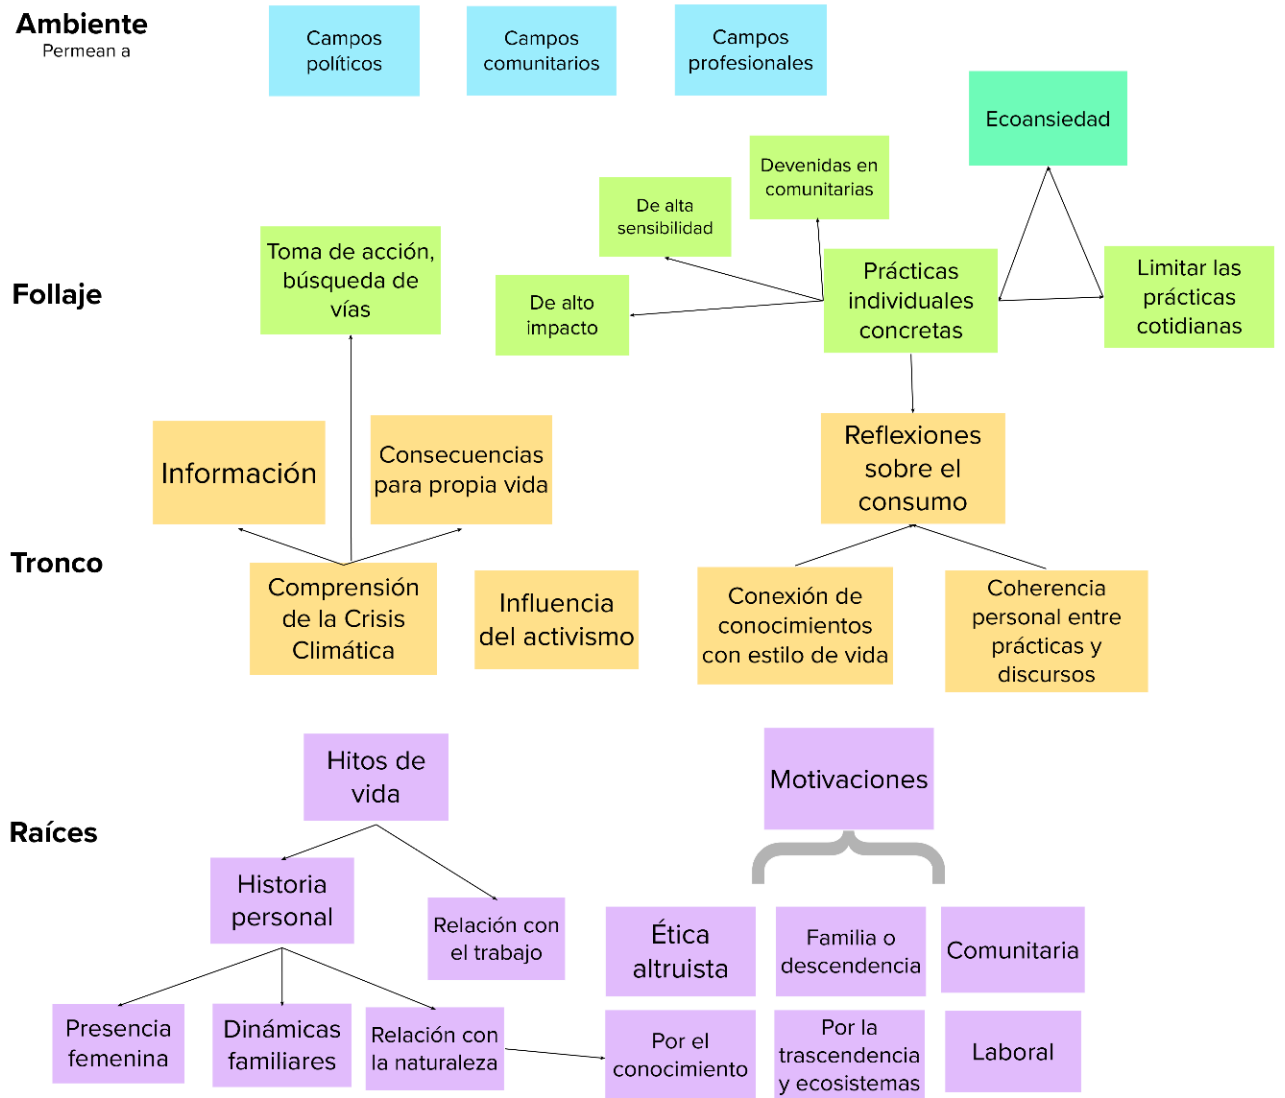 Ambiente
Permean a
Campos
políticos
Campos
comunitarios
Campos
profesionales
Ecoansiedad
Devenidas en
comunitarias
De alta
sensibilidad
Toma de acción,
búsqueda de
vías
Follaje
De alto
impacto
Prácticas
individuales
concretas
Limitar las
prácticas
cotidianas
Información
Consecuencias
para propia vida
Reflexiones
sobre el
consumo
Tronco
Comprensión
de la Crisis
Climática
Influencia
del activismo
Conexión de
conocimientos
con estilo de vida
Coherencia
personal entre
prácticas y
discursos
Hitos de
vida
Motivaciones
Raíces
Historia
personal
Relación con
el trabajo
Ética
altruista
Familia o
descendencia
Comunitaria
Presencia
femenina
Dinámicas
familiares
Relación con
la naturaleza
Por el
conocimiento
Por la
trascendencia
y ecosistemas
Laboral